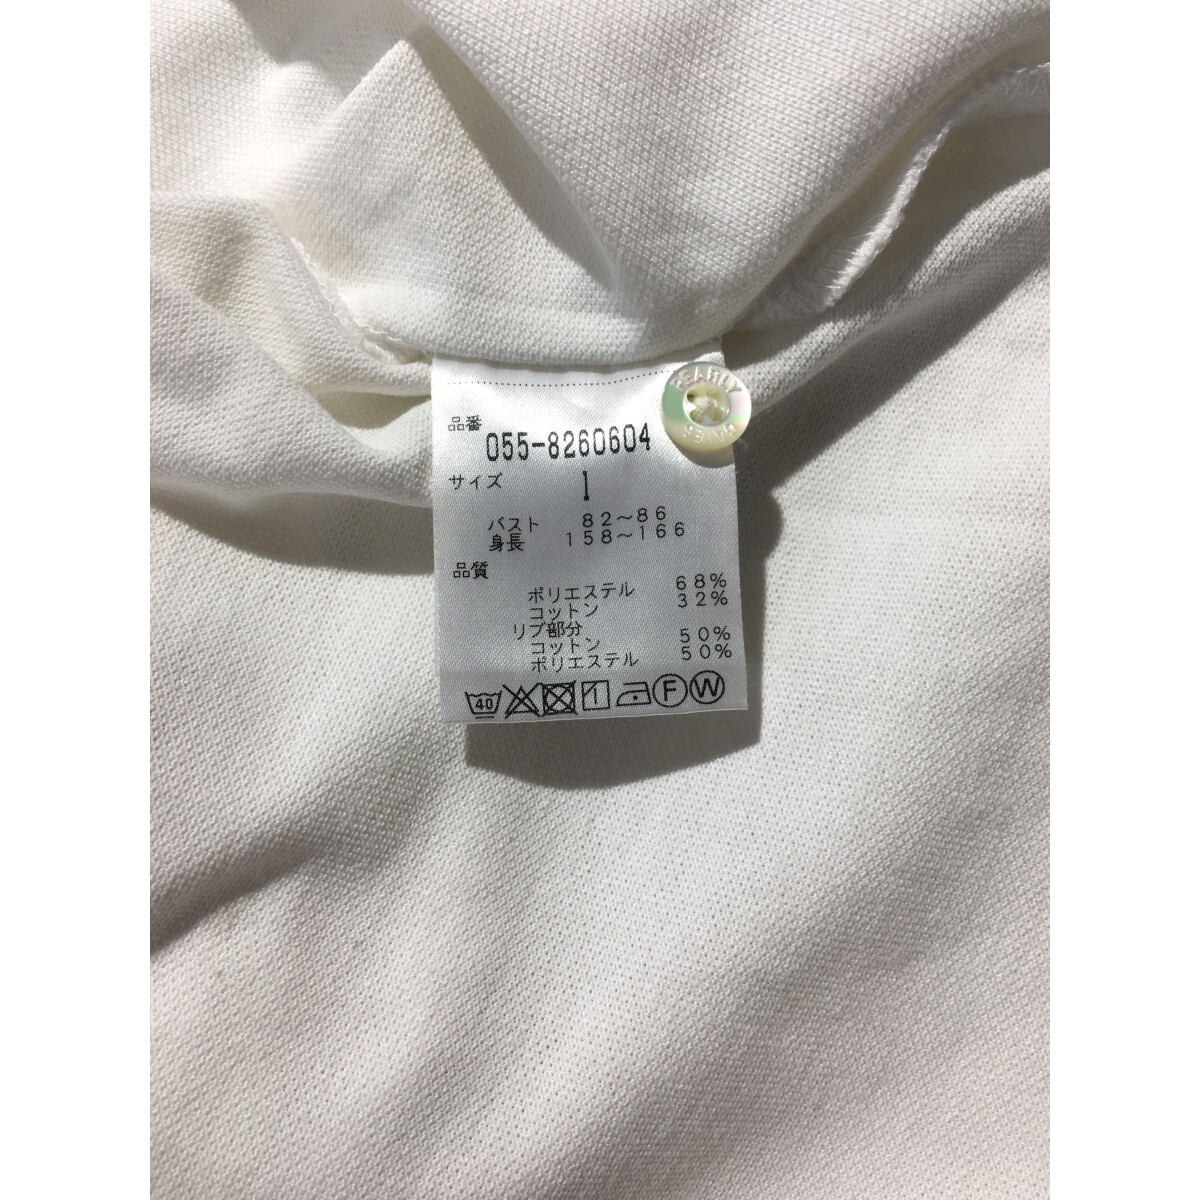 品番
055-8260604
サイズ 1
バスト 82～86
身長 158～166
品質
ポリエステル 68%
コットン 32%
リブ部分
コットン 50%
ポリエステル 50%
40 F W
PEARLY